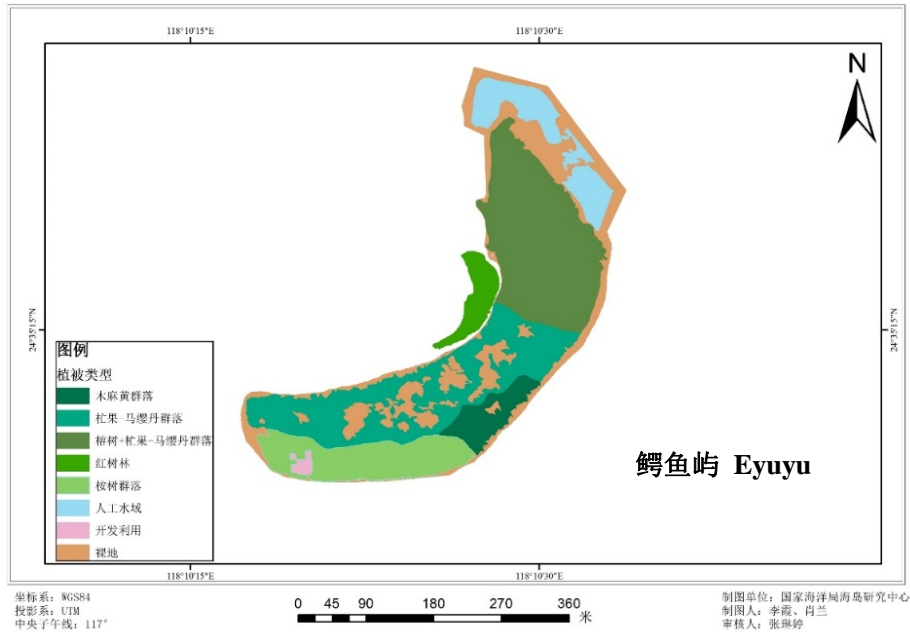 118°10′15″E
118°10′30″E
N
24°35′15″N
24°35′15″N
图例
植被类型
木麻黄群落
杧果-马缨丹群落
榕树+杧果-马缨丹群落
红树林
桉树群落
人工水域
开发利用
裸地
鳄鱼屿 Eyuyu
118°10′15″E
118°10′30″E
坐标系: WGS84
投影系: UTM
中央子午线: 117°
0 45 90 180 270 360
米
制图单位: 国家海洋局海岛研究中心
制图人: 李霞、肖兰
审核人: 张琳婷